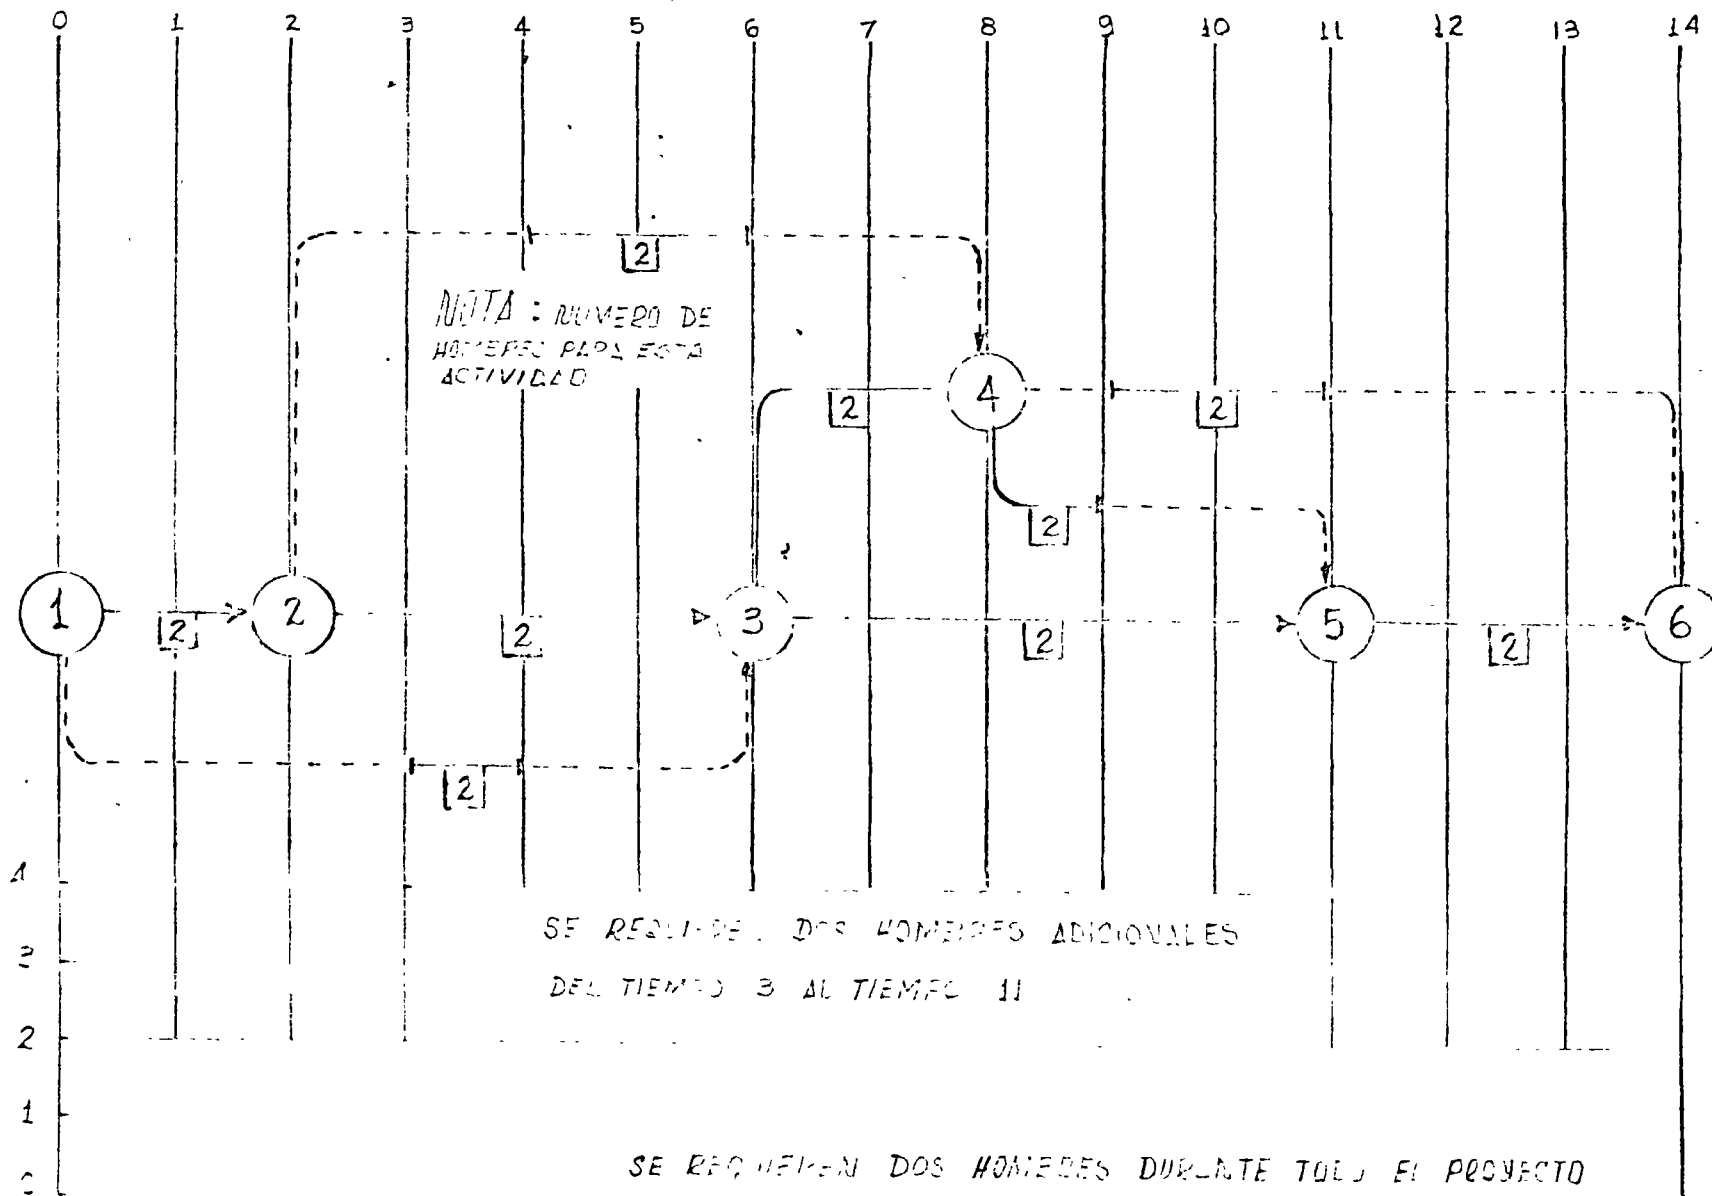 0 1 2 3 4 5 6 7 8 9 10 11 12 13 14
2
NOTA : NUMERO DE
HOMBRES PARA ESTA
ACTIVIDAD
2 4 2
2
1 2 2 2 3 2 5 2 6
2
4
SE DOS HOMBRES ADICIONALES
3
DEL TIEMPO 3 AL TIEMPO 11
2
1
SE REQUIEREN DOS HOMBRES DURANTE TODO EL PROYECTO
0